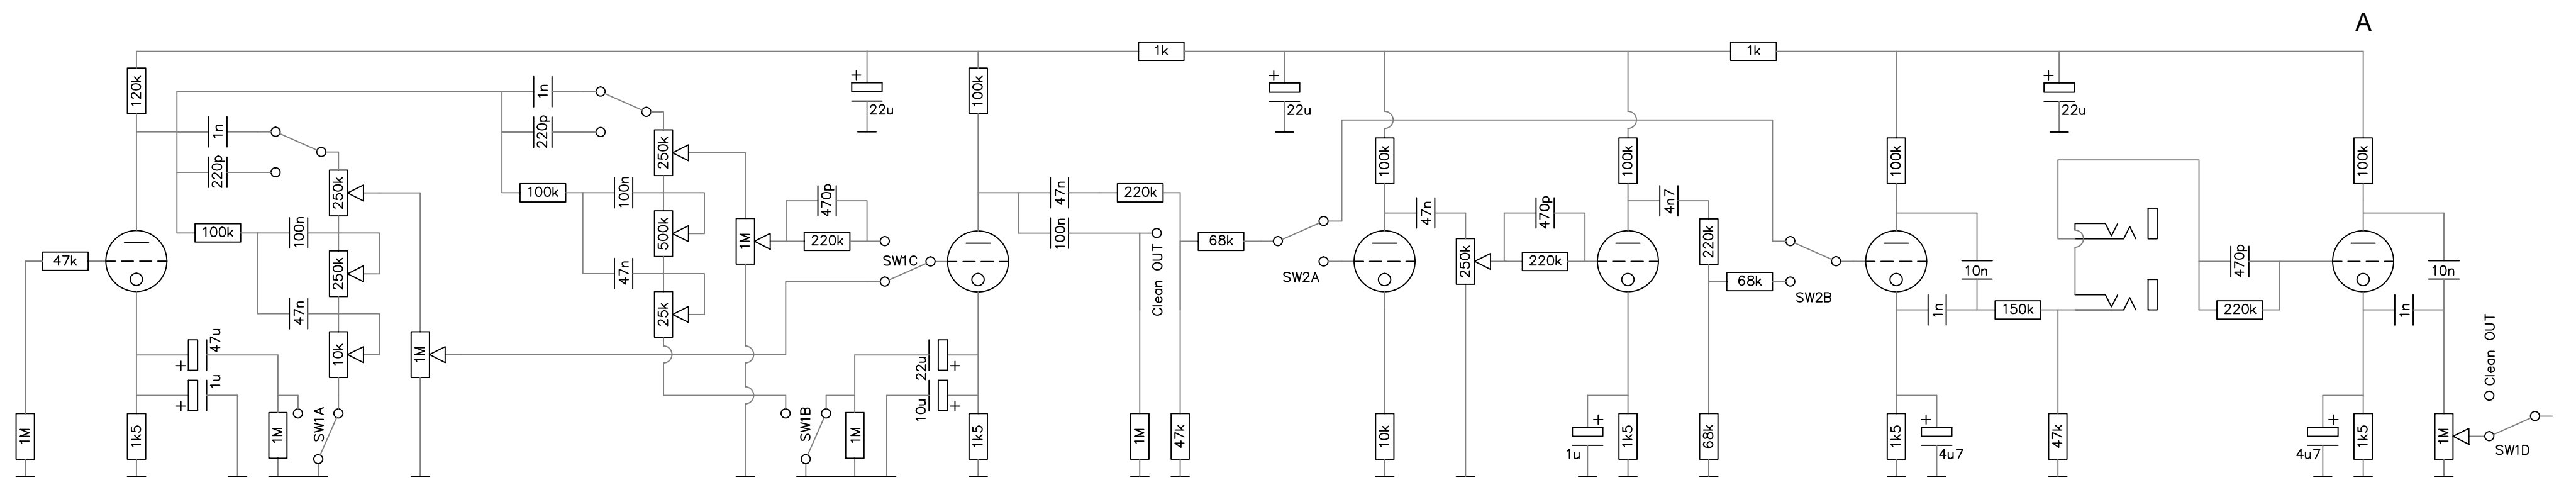 A
1k
1k
120k
1n
220p
250k
100k
100n
250k
47n
10k
47k
47u
1u
1M
1k5
1M
SW1A
1M
1n
220p
250k
100k
100n
500k
47n
25k
22u
1M
470p
220k
SW1C
100k
47n
220k
100n
Clean OUT
SW1B
1M
22u
10u
1k5
1M
47k
68k
22u
SW2A
100k
47n
10k
250k
470p
220k
100k
4n7
220k
68k
1u
1k5
68k
SW2B
100k
10n
1n
150k
1k5
4u7
22u
47k
470p
220k
100k
10n
1n
4u7
1k5
1M
Clean OUT
SW1D